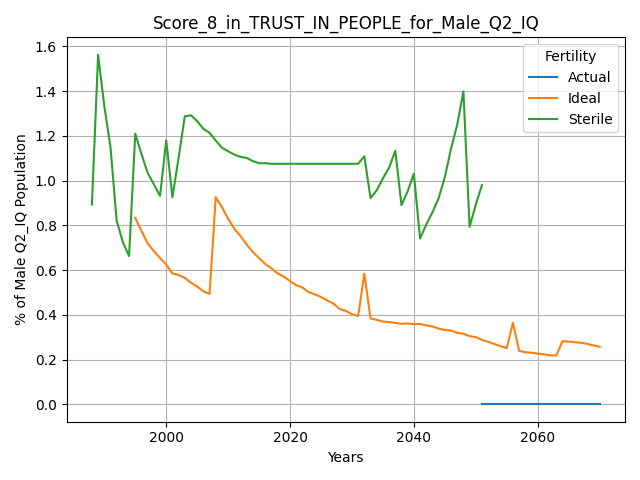 Score_8_in_TRUST_IN_PEOPLE_for_Male_Q2_IQ
% of Male Q2_IQ Population
1.6
1.4
1.2
1.0
0.8
0.6
0.4
0.2
0.0
Fertility
Actual
Ideal
Sterile
2000 2020 2040 2060
Years